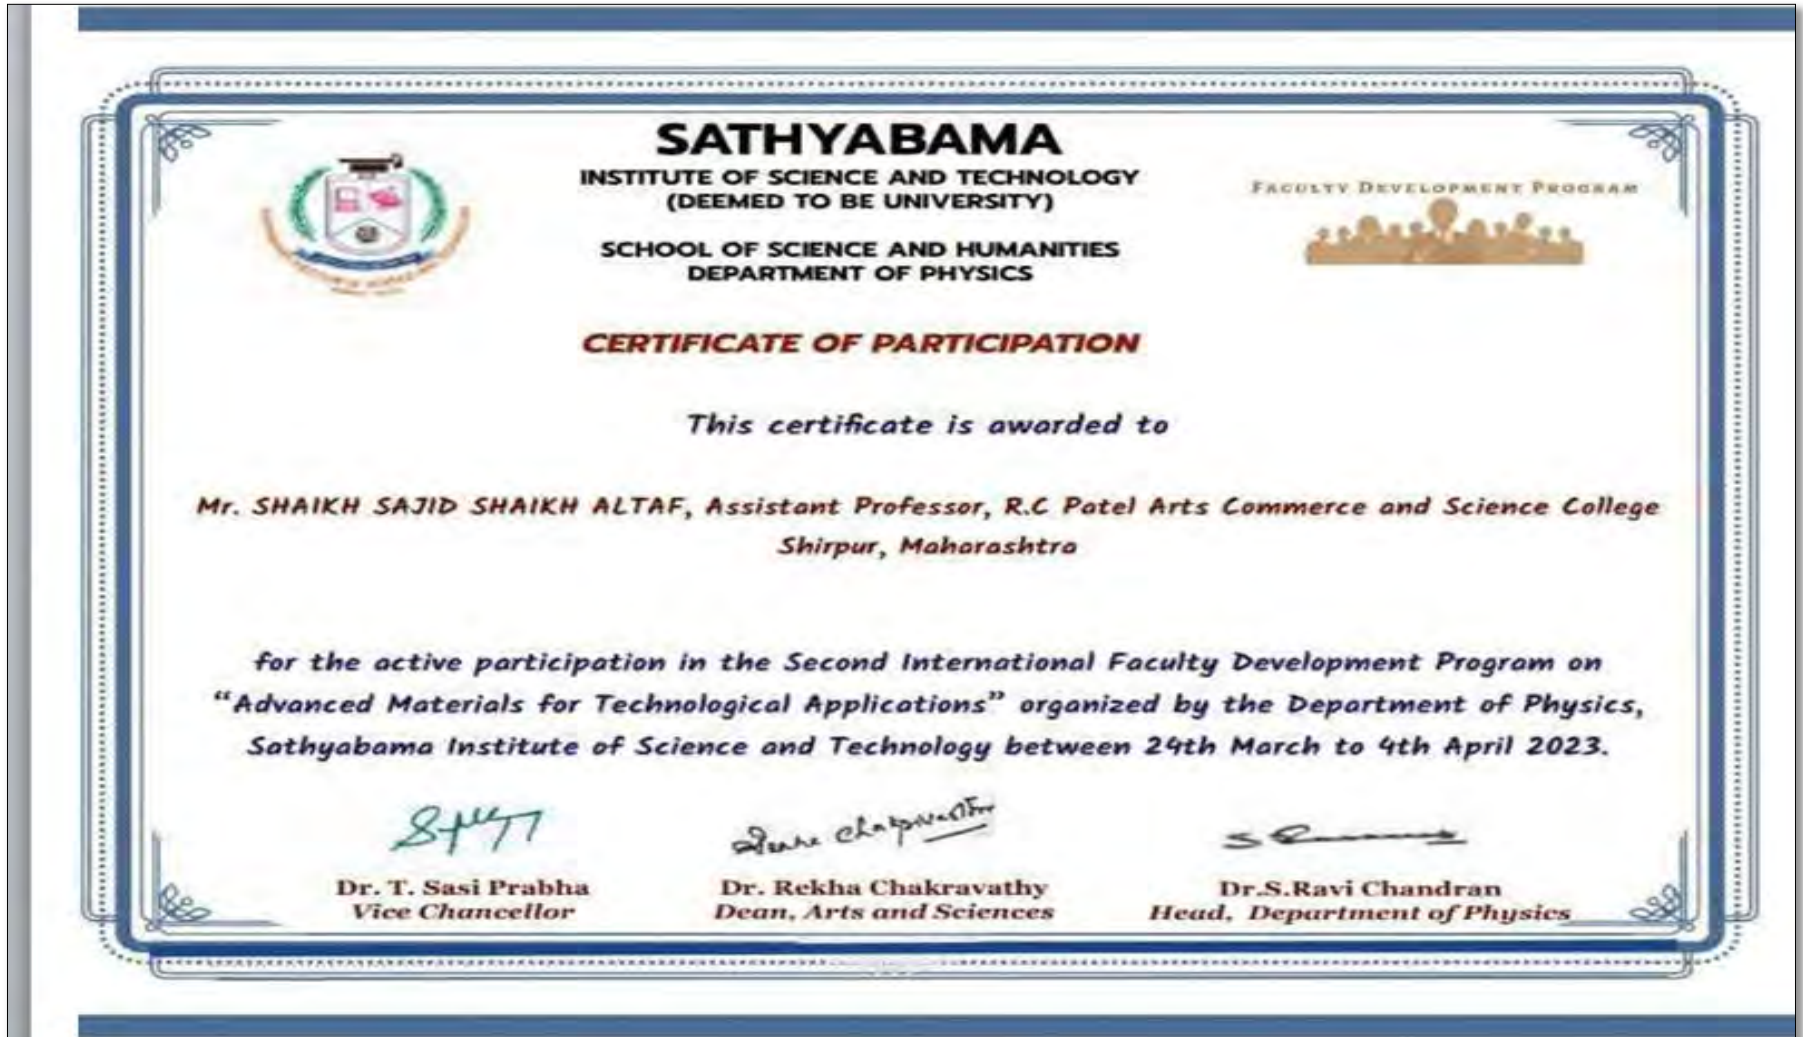 SATHYABAMA
INSTITUTE OF SCIENCE AND TECHNOLOGY
(DEEMED TO BE UNIVERSITY)
SCHOOL OF SCIENCE AND HUMANITIES
DEPARTMENT OF PHYSICS
FACULTY DEVELOPMENT PROGRAM
CERTIFICATE OF PARTICIPATION
This certificate is awarded to
Mr. SHAIKH SAJID SHAIKH ALTAF, Assistant Professor, R.C Patel Arts Commerce and Science College
Shirpur, Maharashtra
for the active participation in the Second International Faculty Development Program on
“Advanced Materials for Technological Applications” organized by the Department of Physics,
Sathyabama Institute of Science and Technology between 24th March to 4th April 2023.
Dr. T. Sasi Prabha
Vice Chancellor
Dr. Rekha Chakravathy
Dean, Arts and Sciences
Dr.S.Ravi Chandran
Head, Department of Physics